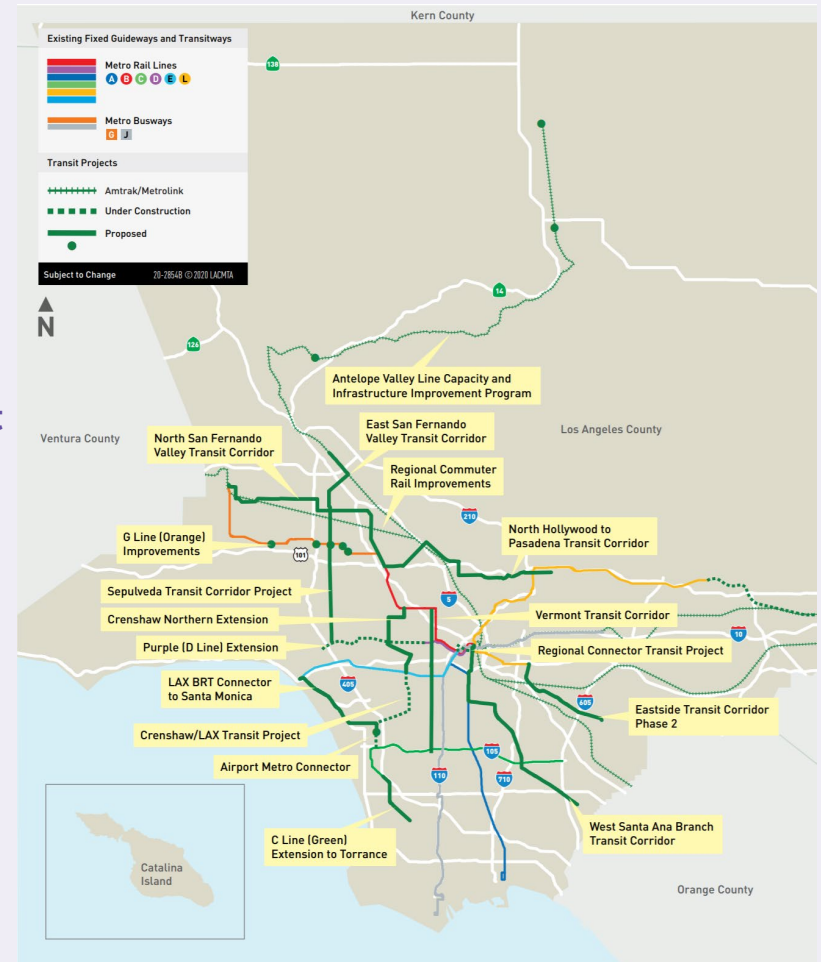 Kern County
Existing Fixed Guideways and Transitways
Metro Rail Lines
A B C D E L
Metro Busways
G J
Transit Projects
Amtrak/Metrolink
Under Construction
Proposed
Subject to Change 20-2854B ©2020 LACMTA
N
138
14
126
Antelope Valley Line Capacity and
Infrastructure Improvement Program
Ventura County
Los Angeles County
North San Fernando
Valley Transit Corridor
East San Fernando
Valley Transit Corridor
Regional Commuter
Rail Improvements
210
G Line (Orange)
Improvements
101
North Hollywood to
Pasadena Transit Corridor
Sepulveda Transit Corridor Project
5
Crenshaw Northern Extension
Vermont Transit Corridor
10
Purple (D Line) Extension
Regional Connector Transit Project
LAX BRT Connector
to Santa Monica
405
605
Eastside Transit Corridor
Phase 2
Crenshaw/LAX Transit Project
Airport Metro Connector
105
110
710
C Line (Green)
Extension to Torrance
West Santa Ana Branch
Transit Corridor
Catalina
Island
Orange County